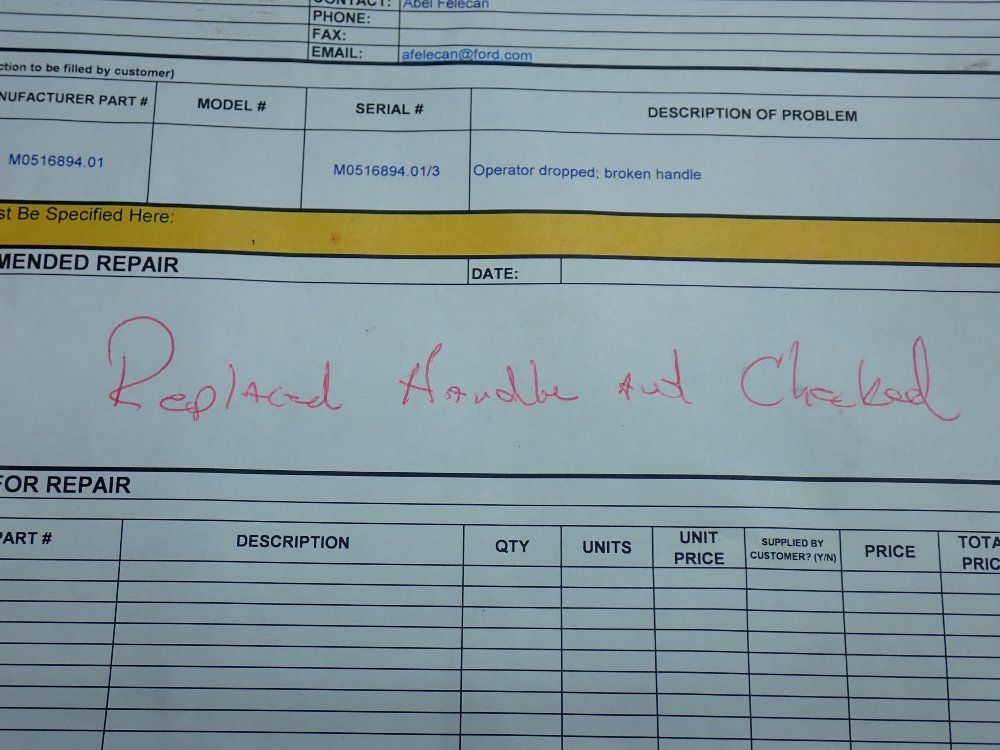 CONTACT: Abel Felecan
PHONE:
FAX:
EMAIL: afelecan@ford.com
ction to be filled by customer)
NUFACTURER PART # MODEL # SERIAL # DESCRIPTION OF PROBLEM
M0516894.01 M0516894.01/3 Operator dropped; broken handle
st Be Specified Here:
MENDED REPAIR DATE:
Replaced Handle and Checked
FOR REPAIR
PART # DESCRIPTION QTY UNITS UNIT PRICE SUPPLIED BY CUSTOMER? (Y/N) PRICE TOTA PRIC